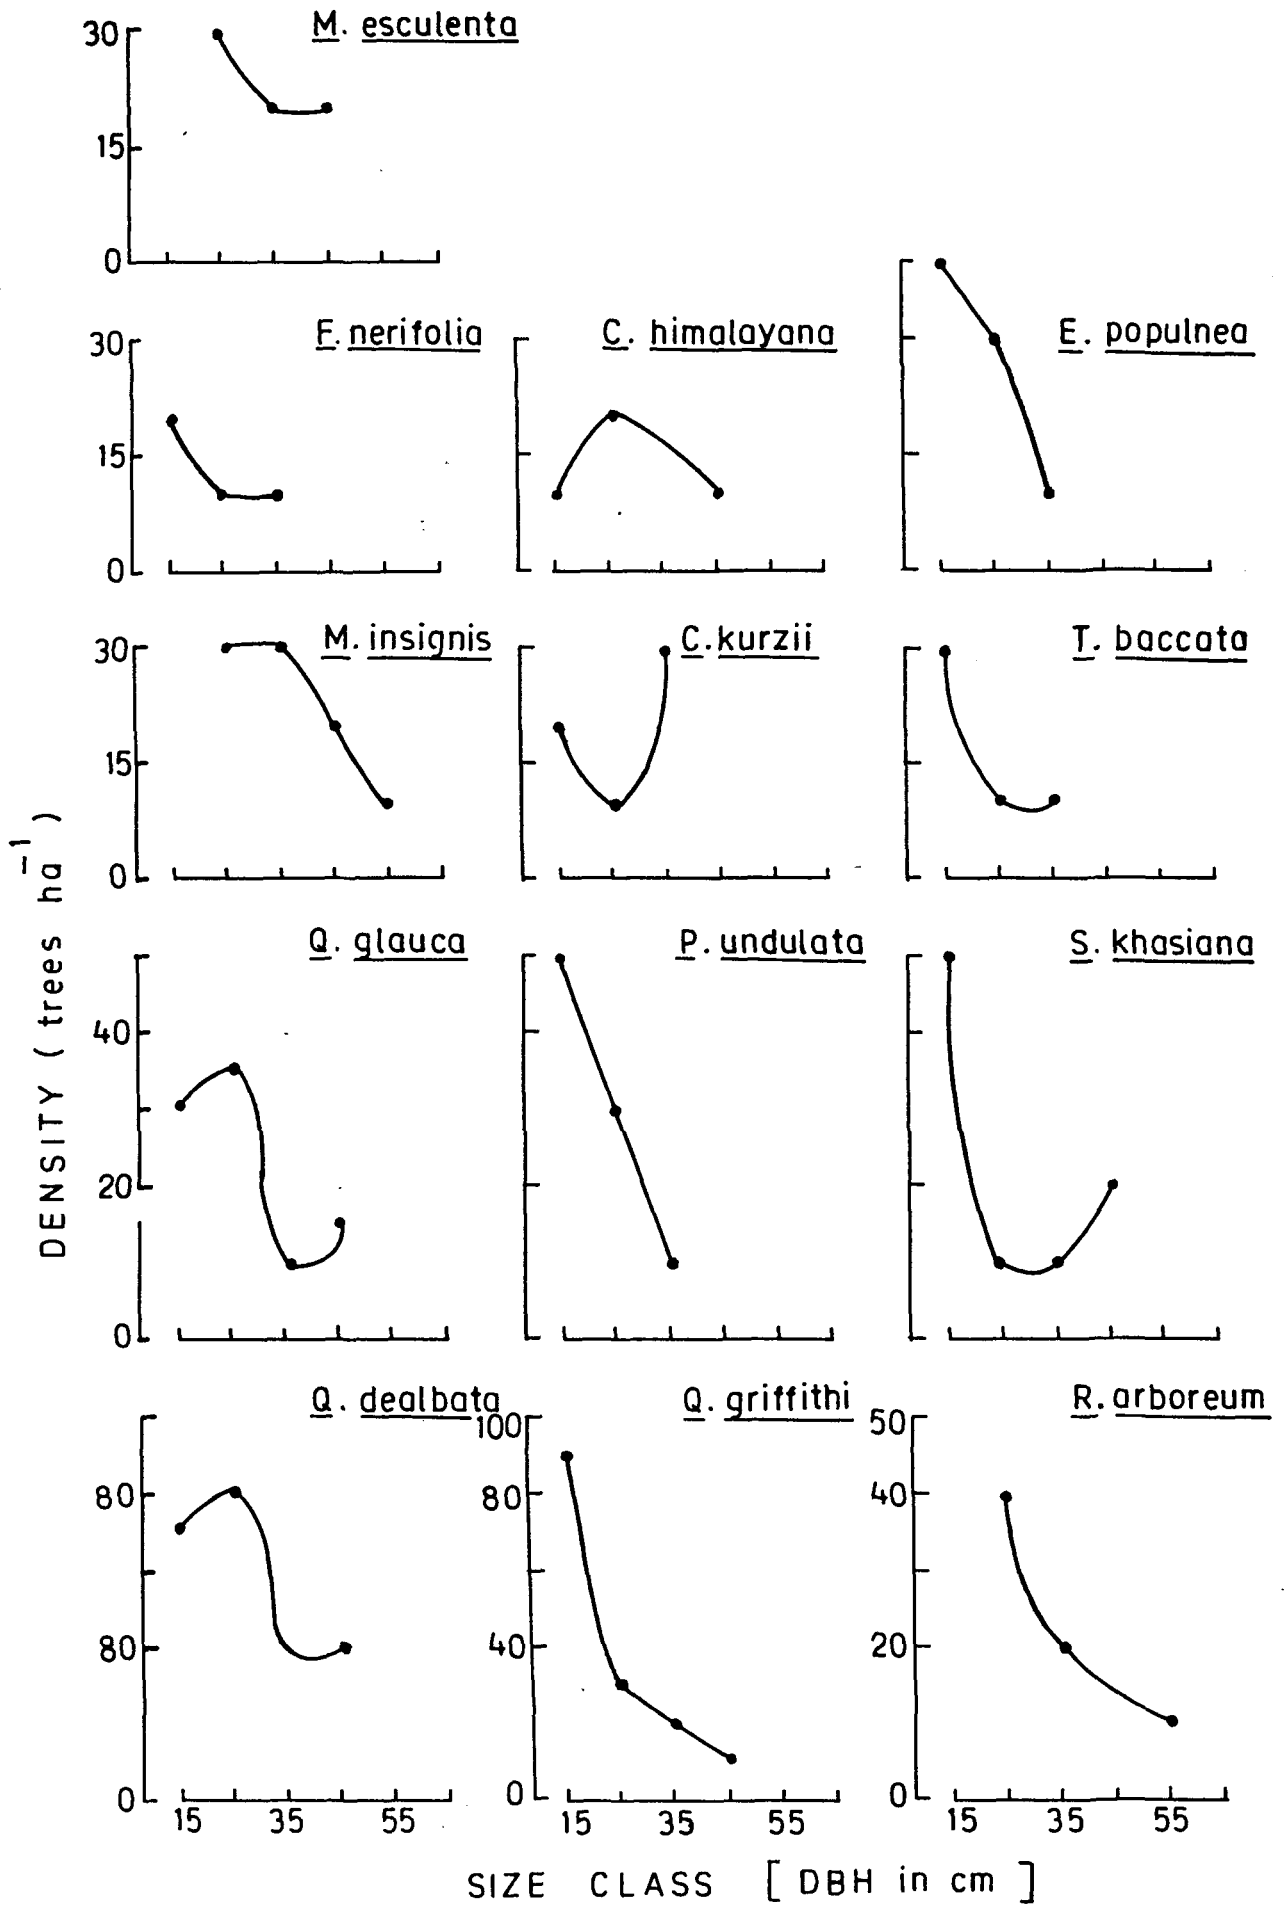 M. esculenta
30
15
0
F. nerifolia
C. himalayana
E. populnea
30
15
0
M. insignis
C. kurzii
T. baccata
30
15
0
Q. glauca
P. undulata
S. khasiana
40
20
0
DENSITY ( trees ha-1 )
Q. dealbata
Q. griffithi
R. arboreum
80
80
0
100
80
40
0
50
40
20
0
15 35 55
15 35 55
15 35 55
SIZE CLASS [ DBH in cm ]